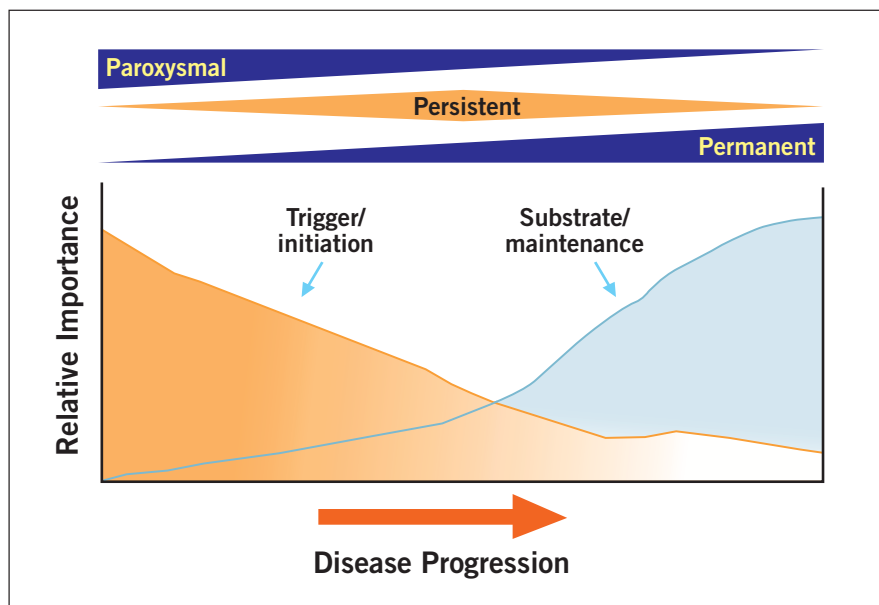 Paroxysmal
Persistent
Permanent
Trigger/
initiation
Substrate/
maintenance
Relative Importance
Disease Progression